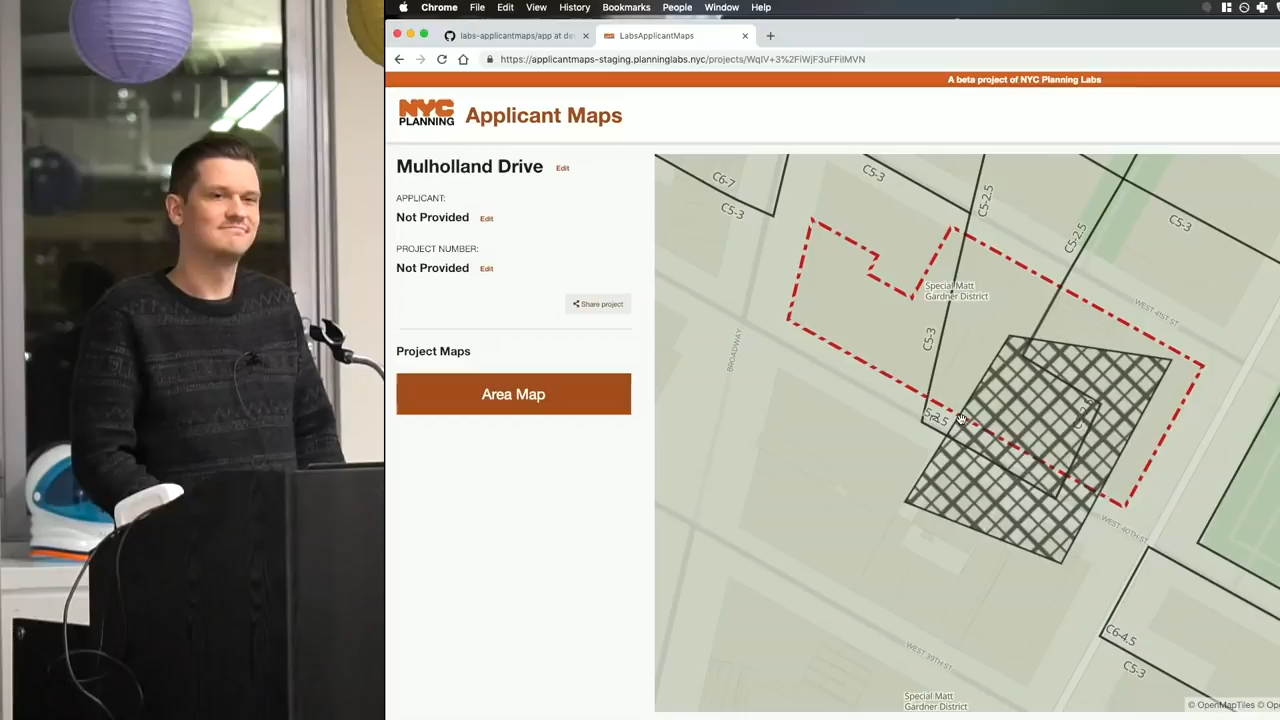 Chrome File Edit View History Bookmarks People Window Help
labs-applicantmaps/app at de
LabsApplicantMaps
https://applicantmaps-staging.planninglabs.nyc/projects/WqIV+3%2FiWjF3uFFiIMVN
A beta project of NYC Planning Labs
NYC
PLANNING
Applicant Maps
Mulholland Drive Edit
APPLICANT:
Not Provided Edit
PROJECT NUMBER:
Not Provided Edit
Share project
Project Maps
Area Map
C6-7
C5-3
C5-3
C5-2.5
C5-2.5
C5-3
Special Matt
Gardner District
WEST 41ST ST
BROADWAY
C5-3
WEST 40TH ST
C6-4.5
C5-3
WEST 39TH ST
Special Matt
Gardner District
© OpenMapTiles ©